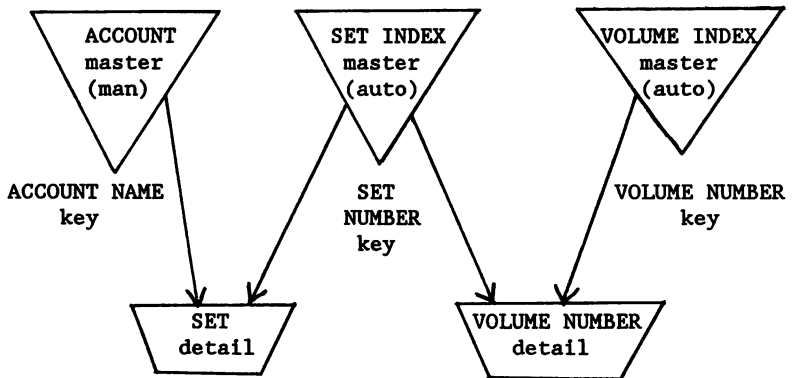 ACCOUNT
master
(man)
SET INDEX
master
(auto)
VOLUME INDEX
master
(auto)
ACCOUNT NAME
key
SET
NUMBER
key
VOLUME NUMBER
key
SET
detail
VOLUME NUMBER
detail